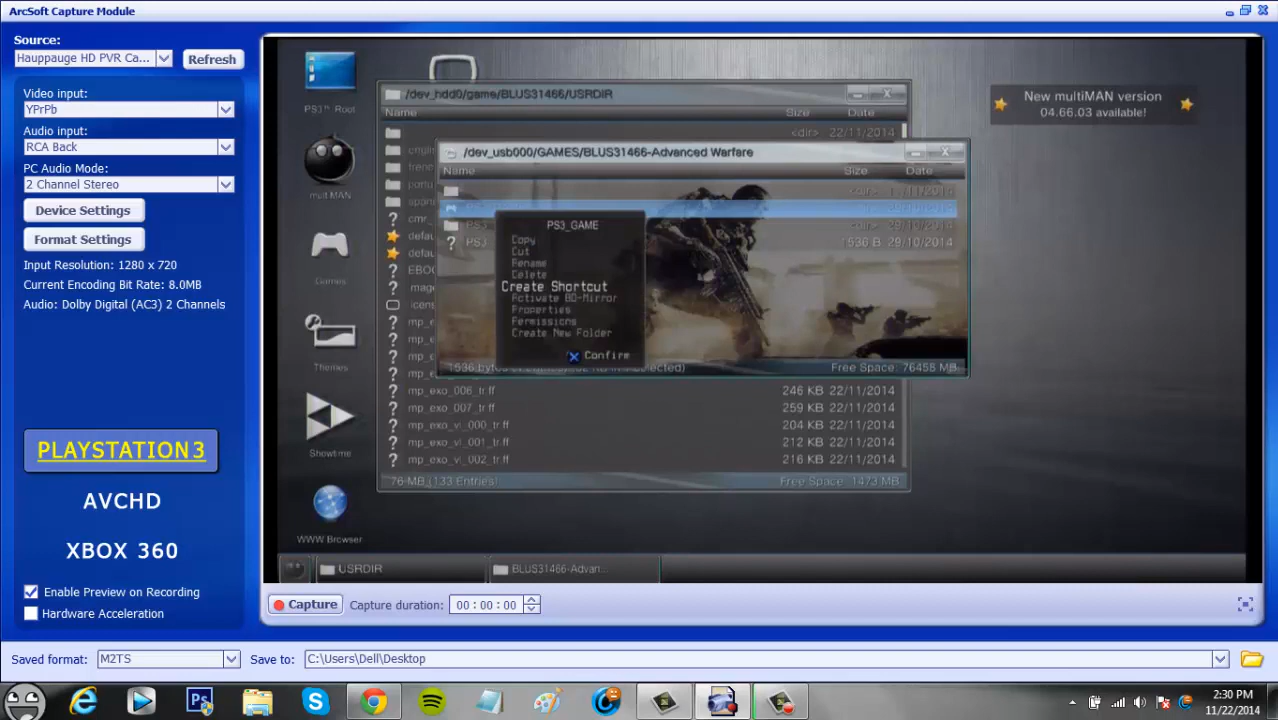 ArcSoft Capture Module
Source:
Hauppauge HD PVR Ca...
Refresh
Video input:
YPrPb
Audio input:
RCA Back
PC Audio Mode:
2 Channel Stereo
Device Settings
Format Settings
Input Resolution: 1280 x 720
Current Encoding Bit Rate: 8.0MB
Audio: Dolby Digital (AC3) 2 Channels
PLAYSTATION3
AVCHD
XBOX 360
Enable Preview on Recording
Hardware Acceleration
PS3™ Root
multiMAN
Games
Themes
Showtime
WWW Browser
/dev_hdd0/game/BLUS31466/USRDIR
Name Size Date
<dir> 22/11/2014
/dev_usb000/GAMES/BLUS31466-Advanced Warfare
Name Size Date
PS3_GAME
Copy
Cut
Rename
Delete
Create Shortcut
Activate BD-Mirror
Properties
Permissions
Create New Folder
Confirm
<dir> 29/10/2014
1536 B 29/10/2014
Free Space: 76458 MB
mp_exo_006_tr.ff 246 KB 22/11/2014
mp_exo_007_tr.ff 259 KB 22/11/2014
mp_exo_vl_000_tr.ff 204 KB 22/11/2014
mp_exo_vl_001_tr.ff 212 KB 22/11/2014
mp_exo_vl_002_tr.ff 216 KB 22/11/2014
76 MB (133 Entries)
Free Space: 1473 MB
New multiMAN version
04.66.03 available!
USRDIR
BLUS31466-Advan...
Capture
Capture duration: 00 : 00 : 00
Saved format: M2TS
Save to: C:\Users\Dell\Desktop
2:30 PM
11/22/2014